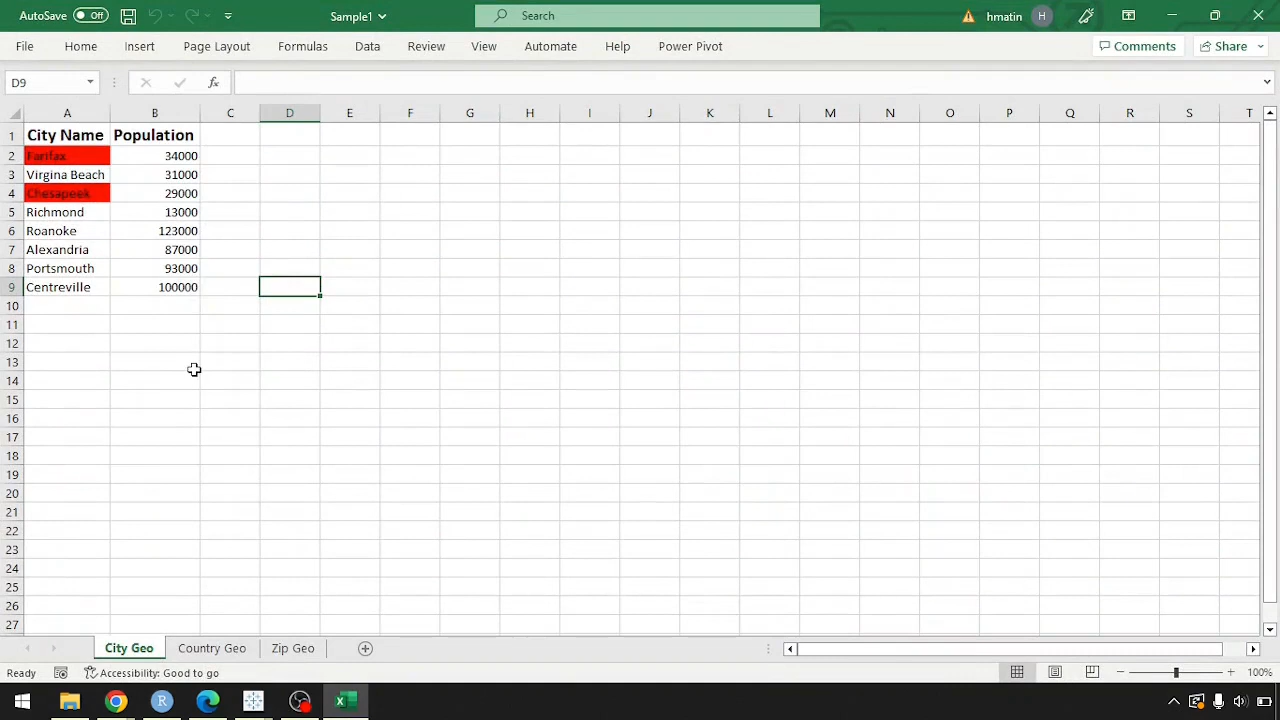 AutoSave Off Sample1 Search hmatin H
File Home Insert Page Layout Formulas Data Review View Automate Help Power Pivot Comments Share
D9 fx
A B C D E F G H I J K L M N O P Q R S T
1 City Name Population
2 Farifax 34000
3 Virgina Beach 31000
4 Chesapeek 29000
5 Richmond 13000
6 Roanoke 123000
7 Alexandria 87000
8 Portsmouth 93000
9 Centreville 100000
10
11
12
13
14
15
16
17
18
19
20
21
22
23
24
25
26
27
City Geo Country Geo Zip Geo
Ready Accessibility: Good to go 100%
R